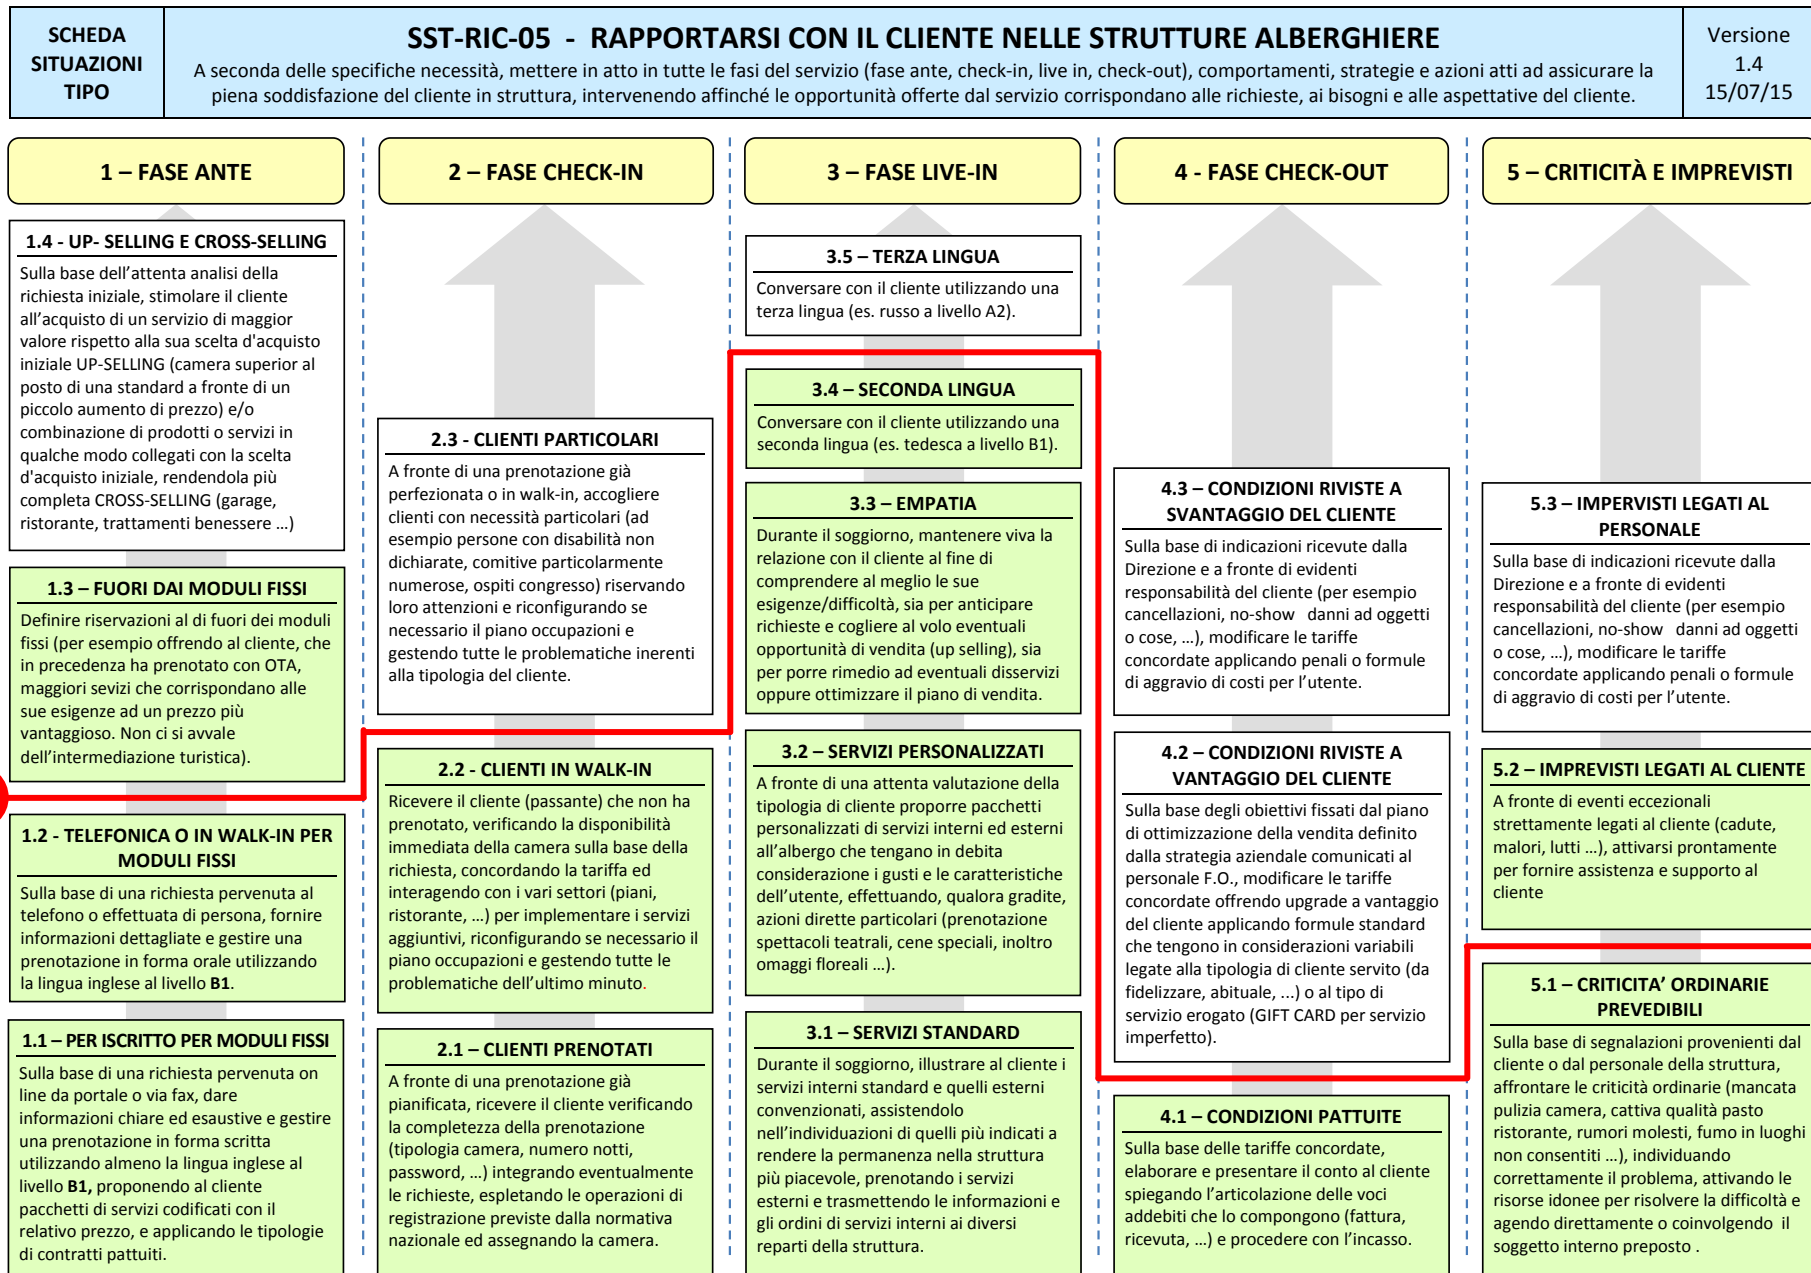 SCHEDA
SITUAZIONI
TIPO
SST-RIC-05 - RAPPORTARSI CON IL CLIENTE NELLE STRUTTURE ALBERGHIERE
A seconda delle specifiche necessità, mettere in atto in tutte le fasi del servizio (fase ante, check-in, live in, check-out), comportamenti, strategie e azioni atti ad assicurare la
piena soddisfazione del cliente in struttura, intervenendo affinché le opportunità offerte dal servizio corrispondano alle richieste, ai bisogni e alle aspettative del cliente.
Versione
1.4
15/07/15
1 – FASE ANTE
1.4 - UP- SELLING E CROSS-SELLING
Sulla base dell'attenta analisi della
richiesta iniziale, stimolare il cliente
all'acquisto di un servizio di maggior
valore rispetto alla sua scelta d'acquisto
iniziale UP-SELLING (camera superior al
posto di una standard a fronte di un
piccolo aumento di prezzo) e/o
combinazione di prodotti o servizi in
qualche modo collegati con la scelta
d'acquisto iniziale, rendendola più
completa CROSS-SELLING (garage,
ristorante, trattamenti benessere ...)
1.3 – FUORI DAI MODULI FISSI
Definire riservazioni al di fuori dei moduli
fissi (per esempio offrendo al cliente, che
in precedenza ha prenotato con OTA,
maggiori sevizi che corrispondano alle
sue esigenze ad un prezzo più
vantaggioso. Non ci si avvale
dell'intermediazione turistica).
1.2 - TELEFONICA O IN WALK-IN PER
MODULI FISSI
Sulla base di una richiesta pervenuta al
telefono o effettuata di persona, fornire
informazioni dettagliate e gestire una
prenotazione in forma orale utilizzando
la lingua inglese al livello B1.
1.1 – PER ISCRITTO PER MODULI FISSI
Sulla base di una richiesta pervenuta on
line da portale o via fax, dare
informazioni chiare ed esaustive e gestire
una prenotazione in forma scritta
utilizzando almeno la lingua inglese al
livello B1, proponendo al cliente
pacchetti di servizi codificati con il
relativo prezzo, e applicando le tipologie
di contratti pattuiti.
2 – FASE CHECK-IN
2.3 - CLIENTI PARTICOLARI
A fronte di una prenotazione già
perfezionata o in walk-in, accogliere
clienti con necessità particolari (ad
esempio persone con disabilità non
dichiarate, comitive particolarmente
numerose, ospiti congresso) riservando
loro attenzioni e riconfigurando se
necessario il piano occupazioni e
gestendo tutte le problematiche inerenti
alla tipologia del cliente.
2.2 - CLIENTI IN WALK-IN
Ricevere il cliente (passante) che non ha
prenotato, verificando la disponibilità
immediata della camera sulla base della
richiesta, concordando la tariffa ed
interagendo con i vari settori (piani,
ristorante, ...) per implementare i servizi
aggiuntivi, riconfigurando se necessario il
piano occupazioni e gestendo tutte le
problematiche dell'ultimo minuto.
2.1 – CLIENTI PRENOTATI
A fronte di una prenotazione già
pianificata, ricevere il cliente verificando
la completezza della prenotazione
(tipologia camera, numero notti,
password, ...) integrando eventualmente
le richieste, espletando le operazioni di
registrazione previste dalla normativa
nazionale ed assegnando la camera.
3 – FASE LIVE-IN
3.5 – TERZA LINGUA
Conversare con il cliente utilizzando una
terza lingua (es. russo a livello A2).
3.4 – SECONDA LINGUA
Conversare con il cliente utilizzando una
seconda lingua (es. tedesca a livello B1).
3.3 – EMPATIA
Durante il soggiorno, mantenere viva la
relazione con il cliente al fine di
comprendere al meglio le sue
esigenze/difficoltà, sia per anticipare
richieste e cogliere al volo eventuali
opportunità di vendita (up selling), sia
per porre rimedio ad eventuali disservizi
oppure ottimizzare il piano di vendita.
3.2 – SERVIZI PERSONALIZZATI
A fronte di una attenta valutazione della
tipologia di cliente proporre pacchetti
personalizzati di servizi interni ed esterni
all'albergo che tengano in debita
considerazione i gusti e le caratteristiche
dell'utente, effettuando, qualora gradite,
azioni dirette particolari (prenotazione
spettacoli teatrali, cene speciali, inoltro
omaggi floreali ...).
3.1 – SERVIZI STANDARD
Durante il soggiorno, illustrare al cliente i
servizi interni standard e quelli esterni
convenzionati, assistendolo
nell'individuazioni di quelli più indicati a
rendere la permanenza nella struttura
più piacevole, prenotando i servizi
esterni e trasmettendo le informazioni e
gli ordini di servizi interni ai diversi
reparti della struttura.
4 - FASE CHECK-OUT
4.3 – CONDIZIONI RIVISTE A
SVANTAGGIO DEL CLIENTE
Sulla base di indicazioni ricevute dalla
Direzione e a fronte di evidenti
responsabilità del cliente (per esempio
cancellazioni, no-show danni ad oggetti
o cose, ...), modificare le tariffe
concordate applicando penali o formule
di aggravio di costi per l'utente.
4.2 – CONDIZIONI RIVISTE A
VANTAGGIO DEL CLIENTE
Sulla base degli obiettivi fissati dal piano
di ottimizzazione della vendita definito
dalla strategia aziendale comunicati al
personale F.O., modificare le tariffe
concordate offrendo upgrade a vantaggio
del cliente applicando formule standard
che tengono in considerazioni variabili
legate alla tipologia di cliente servito (da
fidelizzare, abituale, ...) o al tipo di
servizio erogato (GIFT CARD per servizio
imperfetto).
4.1 – CONDIZIONI PATTUITE
Sulla base delle tariffe concordate,
elaborare e presentare il conto al cliente
spiegando l'articolazione delle voci
addebiti che lo compongono (fattura,
ricevuta, ...) e procedere con l'incasso.
5 – CRITICITÀ E IMPREVISTI
5.3 – IMPERVISTI LEGATI AL
PERSONALE
Sulla base di indicazioni ricevute dalla
Direzione e a fronte di evidenti
responsabilità del cliente (per esempio
cancellazioni, no-show danni ad oggetti
o cose, ...), modificare le tariffe
concordate applicando penali o formule
di aggravio di costi per l'utente.
5.2 – IMPREVISTI LEGATI AL CLIENTE
A fronte di eventi eccezionali
strettamente legati al cliente (cadute,
malori, lutti ...), attivarsi prontamente
per fornire assistenza e supporto al
cliente
5.1 – CRITICITA' ORDINARIE
PREVEDIBILI
Sulla base di segnalazioni provenienti dal
cliente o dal personale della struttura,
affrontare le criticità ordinarie (mancata
pulizia camera, cattiva qualità pasto
ristorante, rumori molesti, fumo in luoghi
non consentiti ...), individuando
correttamente il problema, attivando le
risorse idonee per risolvere la difficoltà e
agendo direttamente o coinvolgendo il
soggetto interno preposto .